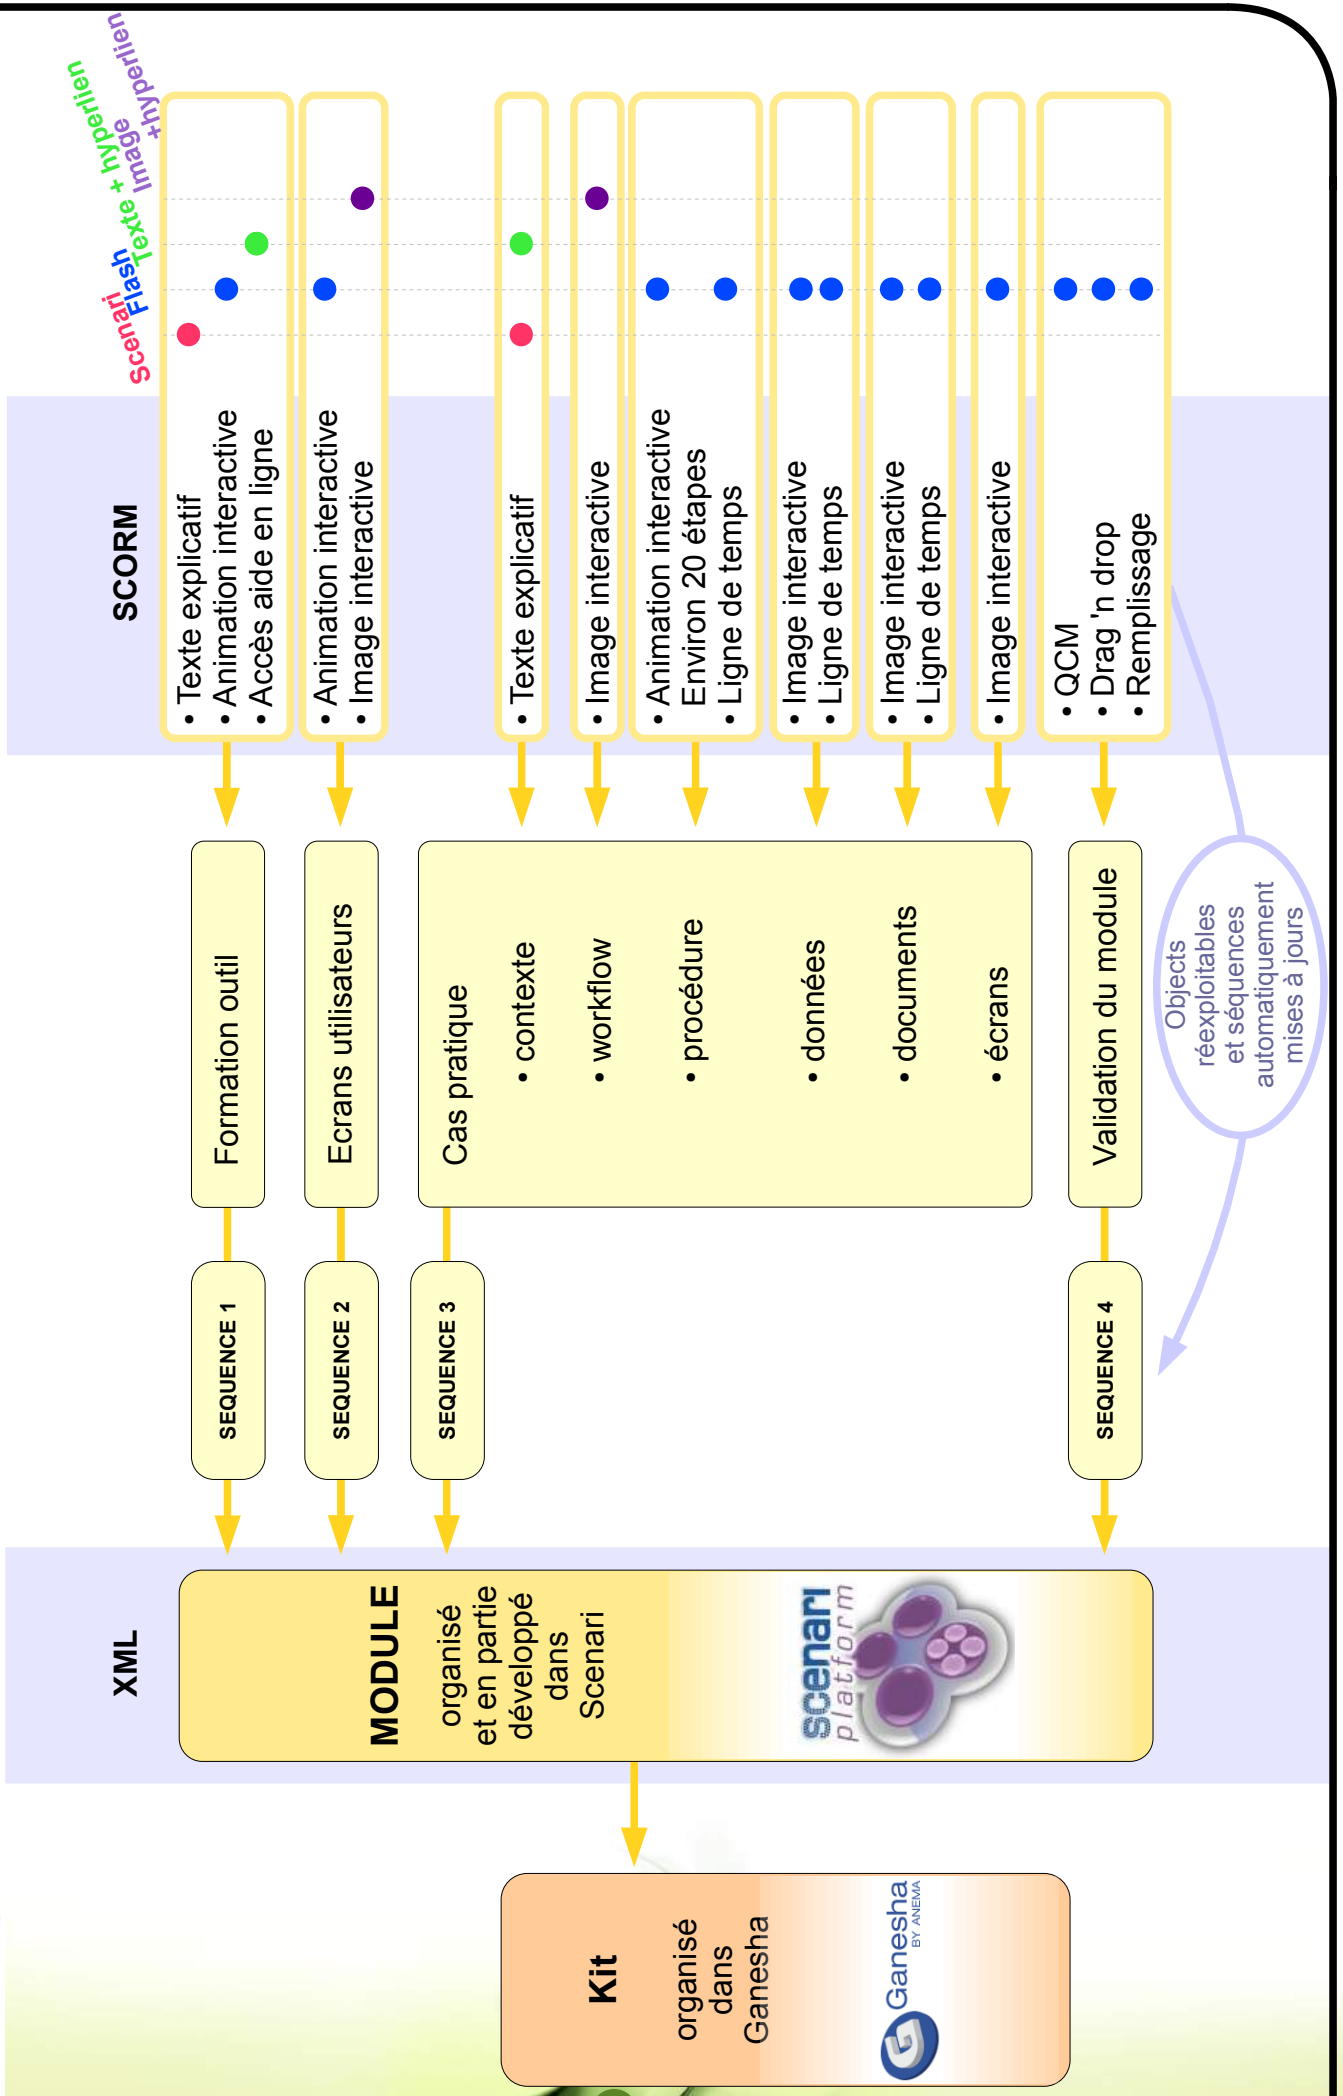 Kit
organisé
dans
Ganesha
G
Ganesha
BY ANEMA
XML
MODULE
organisé
et en partie
développé
dans
Scenari
scenari
platform
SEQUENCE 1
SEQUENCE 2
SEQUENCE 3
SEQUENCE 4
Formation outil
Ecrans utilisateurs
Cas pratique
• contexte
• workflow
• procédure
• données
• documents
• écrans
Validation du module
Objects
réexploitables
et séquences
automatiquement
mises à jours
SCORM
• Texte explicatif
• Animation interactive
• Accès aide en ligne
• Animation interactive
• Image interactive
• Texte explicatif
• Image interactive
• Animation interactive
Environ 20 étapes
• Ligne de temps
• Image interactive
• Ligne de temps
• Image interactive
• Ligne de temps
• Image interactive
• QCM
• Drag 'n drop
• Remplissage
Scenari
Flash
Texte + hyperlien
Image
+hyperlien